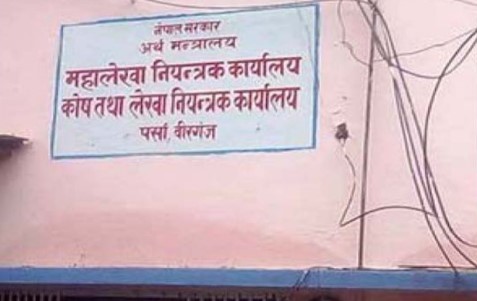 नेपाल सरकार
अर्थ मन्त्रालय
महालेखा नियन्त्रक कार्यालय
कोष तथा लेखा नियन्त्रक कार्यालय
पर्सा, वीरगंज